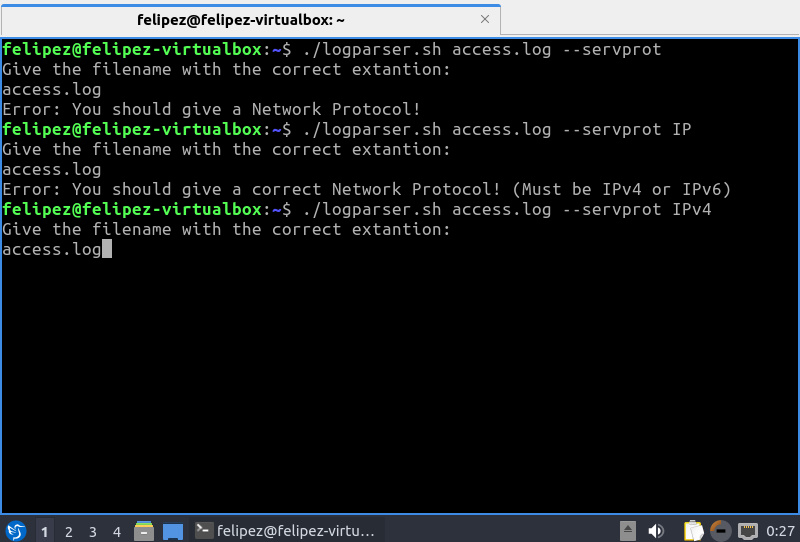 felipez@felipez-virtualbox: ~
felipez@felipez-virtualbox:~$ ./logparser.sh access.log --servprot
Give the filename with the correct extantion:
access.log
Error: You should give a Network Protocol!
felipez@felipez-virtualbox:~$ ./logparser.sh access.log --servprot IP
Give the filename with the correct extantion:
access.log
Error: You should give a correct Network Protocol! (Must be IPv4 or IPv6)
felipez@felipez-virtualbox:~$ ./logparser.sh access.log --servprot IPv4
Give the filename with the correct extantion:
access.log
1 2 3 4 felipez@felipez-virtu... 0:27